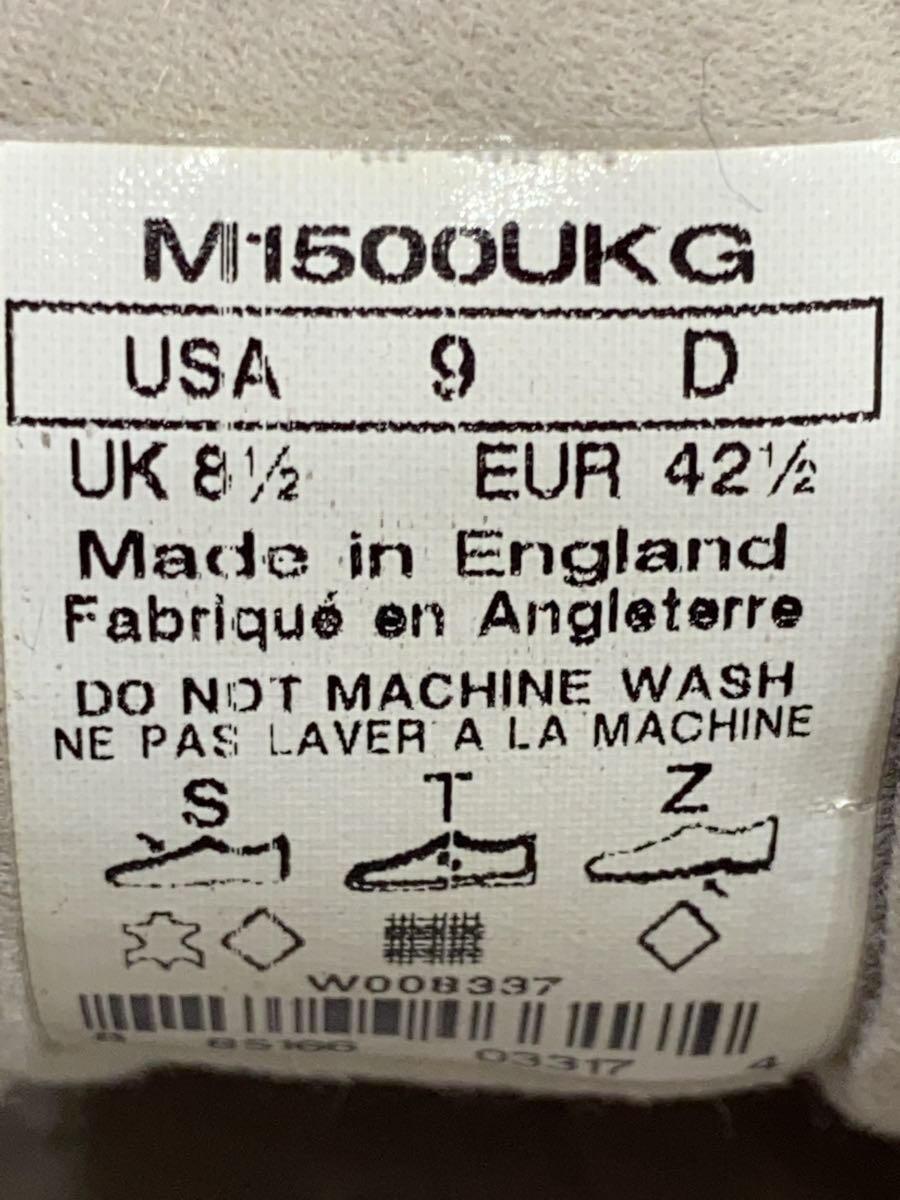 M1500UKG
USA 9 D
UK 8½ EUR 42½
Made in England
Fabriqué en Angleterre
DO NOT MACHINE WASH
NE PAS LAVER A LA MACHINE
S T Z
W008337
8 85166 03317 4